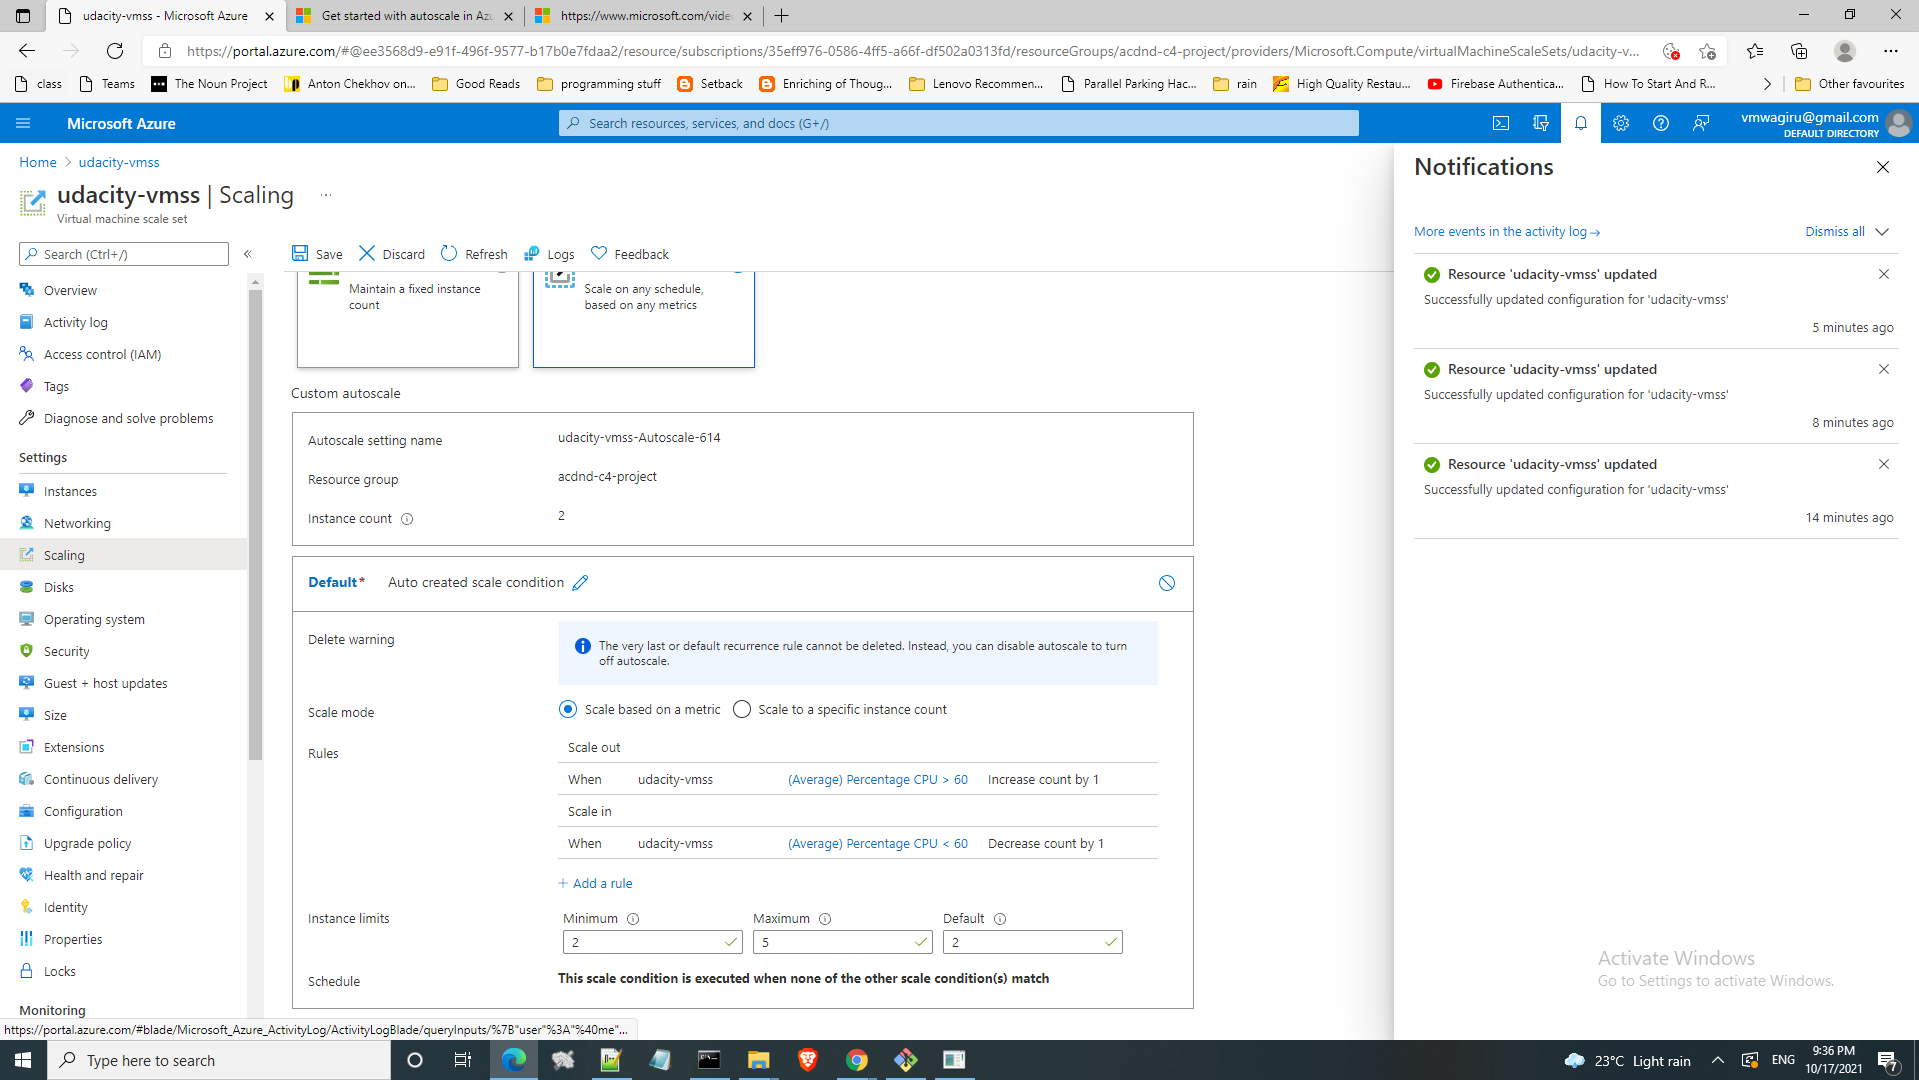 udacity-vmss - Microsoft Azure
Get started with autoscale in Azu
https://www.microsoft.com/vide
https://portal.azure.com/#@ee3568d9-e91f-496f-9577-b17b0e7fdaa2/resource/subscriptions/35eff976-0586-4ff5-a66f-df502a0313fd/resourceGroups/acdnd-c4-project/providers/Microsoft.Compute/virtualMachineScaleSets/udacity-v...
class
Teams
The Noun Project
Anton Chekhov on...
Good Reads
programming stuff
Setback
Enriching of Thoug...
Lenovo Recommen...
Parallel Parking Hac...
rain
High Quality Restau...
Firebase Authentica...
How To Start And R...
Other favourites
Microsoft Azure
Search resources, services, and docs (G+/)
vmwagiru@gmail.com
DEFAULT DIRECTORY
Home > udacity-vmss
udacity-vmss | Scaling ...
Virtual machine scale set
Search (Ctrl+/)
«
Overview
Activity log
Access control (IAM)
Tags
Diagnose and solve problems
Settings
Instances
Networking
Scaling
Disks
Operating system
Security
Guest + host updates
Size
Extensions
Continuous delivery
Configuration
Upgrade policy
Health and repair
Identity
Properties
Locks
Monitoring
Save
Discard
Refresh
Logs
Feedback
Maintain a fixed instance
count
Scale on any schedule,
based on any metrics
Custom autoscale
Autoscale setting name
udacity-vmss-Autoscale-614
Resource group
acdnd-c4-project
Instance count
2
Default* Auto created scale condition
Delete warning
The very last or default recurrence rule cannot be deleted. Instead, you can disable autoscale to turn
off autoscale.
Scale mode
Scale based on a metric
Scale to a specific instance count
Rules
Scale out
When udacity-vmss (Average) Percentage CPU > 60 Increase count by 1
Scale in
When udacity-vmss (Average) Percentage CPU < 60 Decrease count by 1
+ Add a rule
Instance limits
Minimum
Maximum
Default
2
5
2
Schedule
This scale condition is executed when none of the other scale condition(s) match
Notifications
More events in the activity log →
Dismiss all
Resource 'udacity-vmss' updated
Successfully updated configuration for 'udacity-vmss'
5 minutes ago
Resource 'udacity-vmss' updated
Successfully updated configuration for 'udacity-vmss'
8 minutes ago
Resource 'udacity-vmss' updated
Successfully updated configuration for 'udacity-vmss'
14 minutes ago
Activate Windows
Go to Settings to activate Windows.
https://portal.azure.com/#blade/Microsoft_Azure_ActivityLog/ActivityLogBlade/queryInputs/%7B"user"%3A"%40me"...
Type here to search
23°C Light rain
ENG
9:36 PM
10/17/2021
7